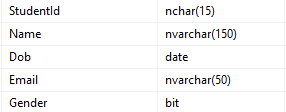 StudentId nchar(15)
Name nvarchar(150)
Dob date
Email nvarchar(50)
Gender bit